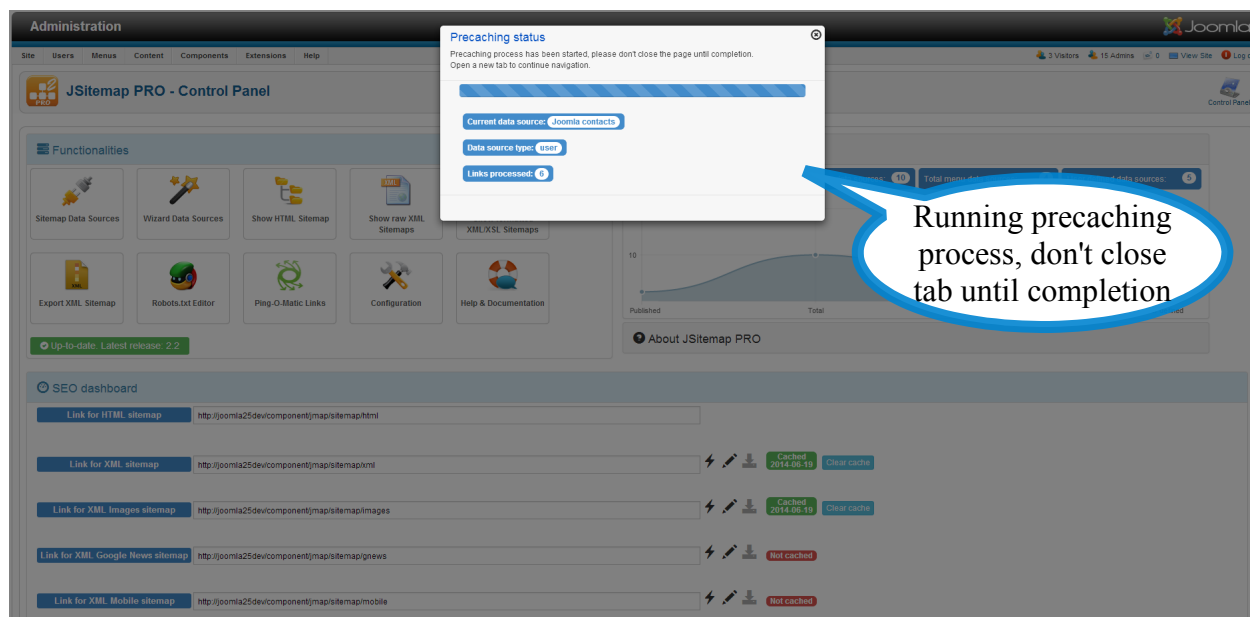 Administration
Joomla
Site Users Menus Content Components Extensions Help
3 Visitors 15 Admins 0 View Site Log
Precaching status
Precaching process has been started, please don't close the page until completion.
Open a new tab to continue navigation.
Current data source: Joomla contacts
Data source type: user
Links processed: 6
JSitemap PRO - Control Panel
PRO
Control Panel
Functionalities
10 Total menu data sources: 5
Sitemap Data Sources
Wizard Data Sources
Show HTML Sitemap
Show raw XML
Sitemaps
XML/XSL Sitemaps
Running precaching
process, don't close
tab until completion
Export XML Sitemap
Robots.txt Editor
Ping-O-Matic Links
Configuration
Help & Documentation
10
Published Total
Up-to-date. Latest release: 2.2
About JSitemap PRO
SEO dashboard
Link for HTML sitemap http://joomla25dev/component/jmap/sitemap/html
Link for XML sitemap http://joomla25dev/component/jmap/sitemap/xml Cached
2014-06-19 Clear cache
Link for XML Images sitemap http://joomla25dev/component/jmap/sitemap/images Cached
2014-06-19 Clear cache
Link for XML Google News sitemap http://joomla25dev/component/jmap/sitemap/gnews Not cached
Link for XML Mobile sitemap http://joomla25dev/component/jmap/sitemap/mobile Not cached